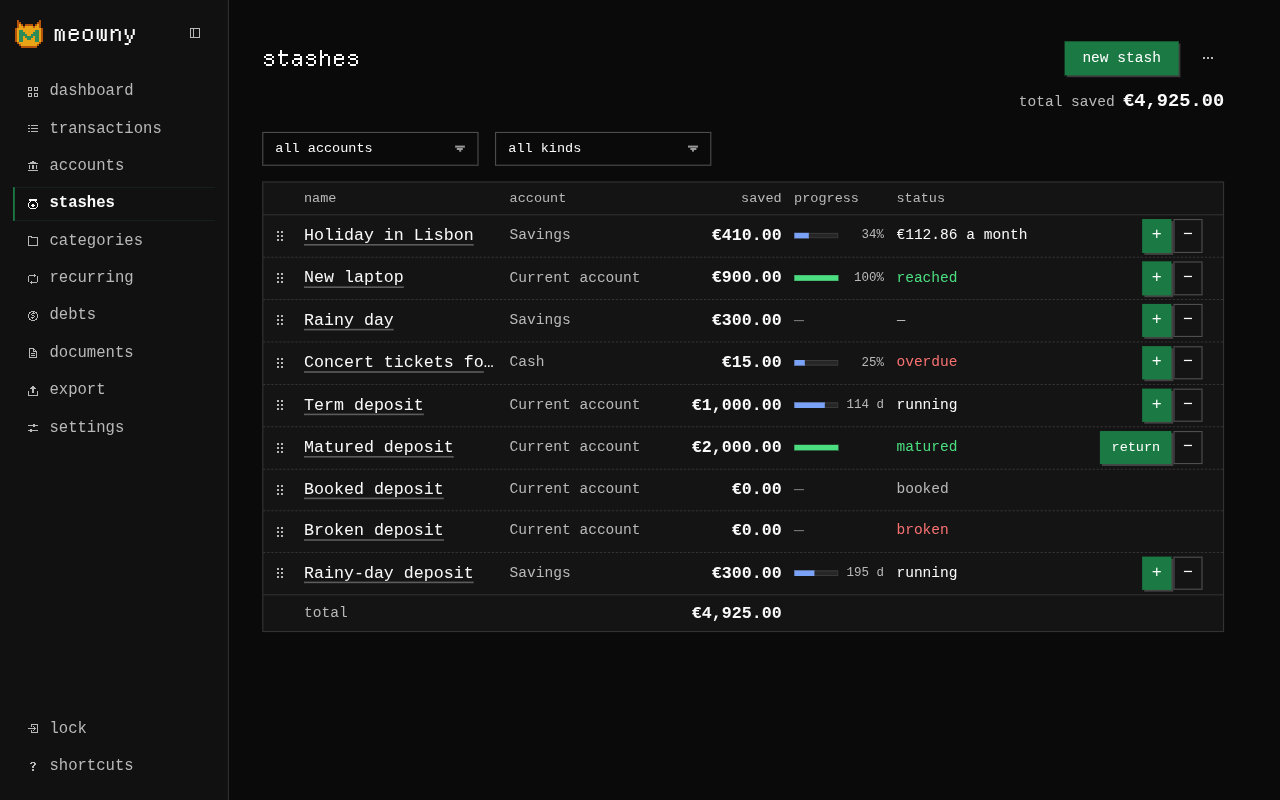 meowny
dashboard
transactions
accounts
stashes
categories
recurring
debts
documents
export
settings
lock
? shortcuts
stashes
new stash ...
total saved €4,925.00
all accounts all kinds
name account saved progress status
Holiday in Lisbon Savings €410.00 34% €112.86 a month + −
New laptop Current account €900.00 100% reached + −
Rainy day Savings €300.00 — — + −
Concert tickets fo… Cash €15.00 25% overdue + −
Term deposit Current account €1,000.00 114 d running + −
Matured deposit Current account €2,000.00 matured return −
Booked deposit Current account €0.00 — booked
Broken deposit Current account €0.00 — broken
Rainy-day deposit Savings €300.00 195 d running + −
total €4,925.00